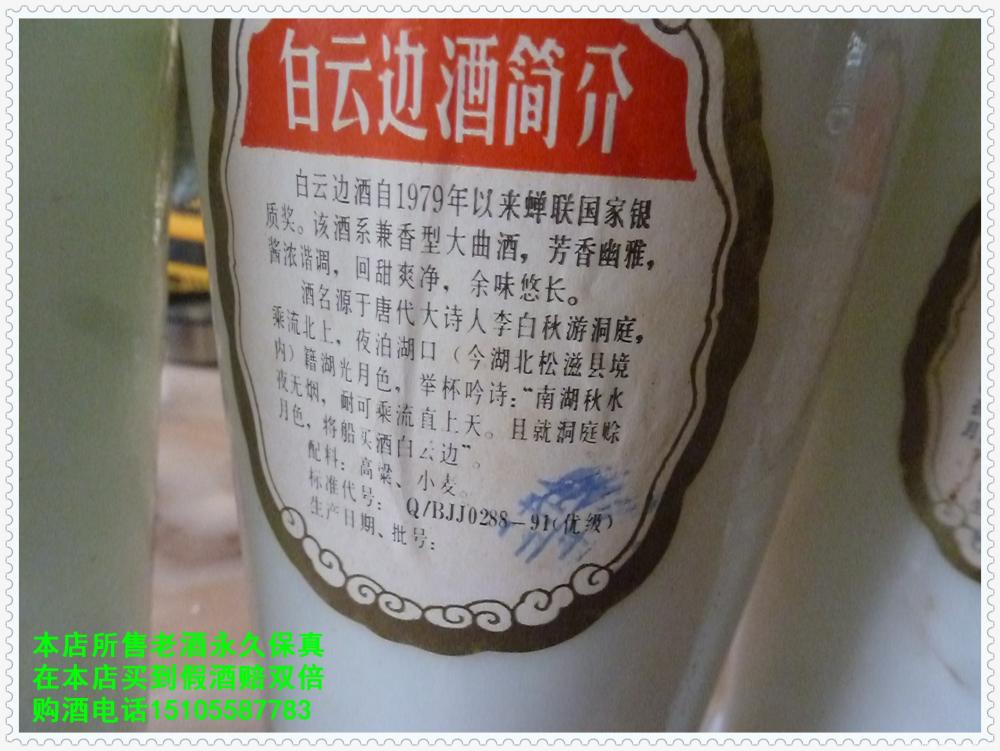 白云边酒简介
白云边酒自1979年以来蝉联国家银
质奖。该酒系兼香型大曲酒，芳香幽雅，
酱浓谐调，回甜爽净，余味悠长。
酒名源于唐代大诗人李白秋游洞庭，
乘流北上，夜泊湖口（今湖北松滋县境
内）籍湖光月色，举杯吟诗：“南湖秋水
夜无烟，耐可乘流直上天。且就洞庭赊
月色，将船买酒白云边”。
配料：高粱、小麦。
标准代号：Q/BJJ0288-91(优级)
生产日期、批号：
本店所售老酒永久保真
在本店买到假酒赔双倍
购酒电话15105587783